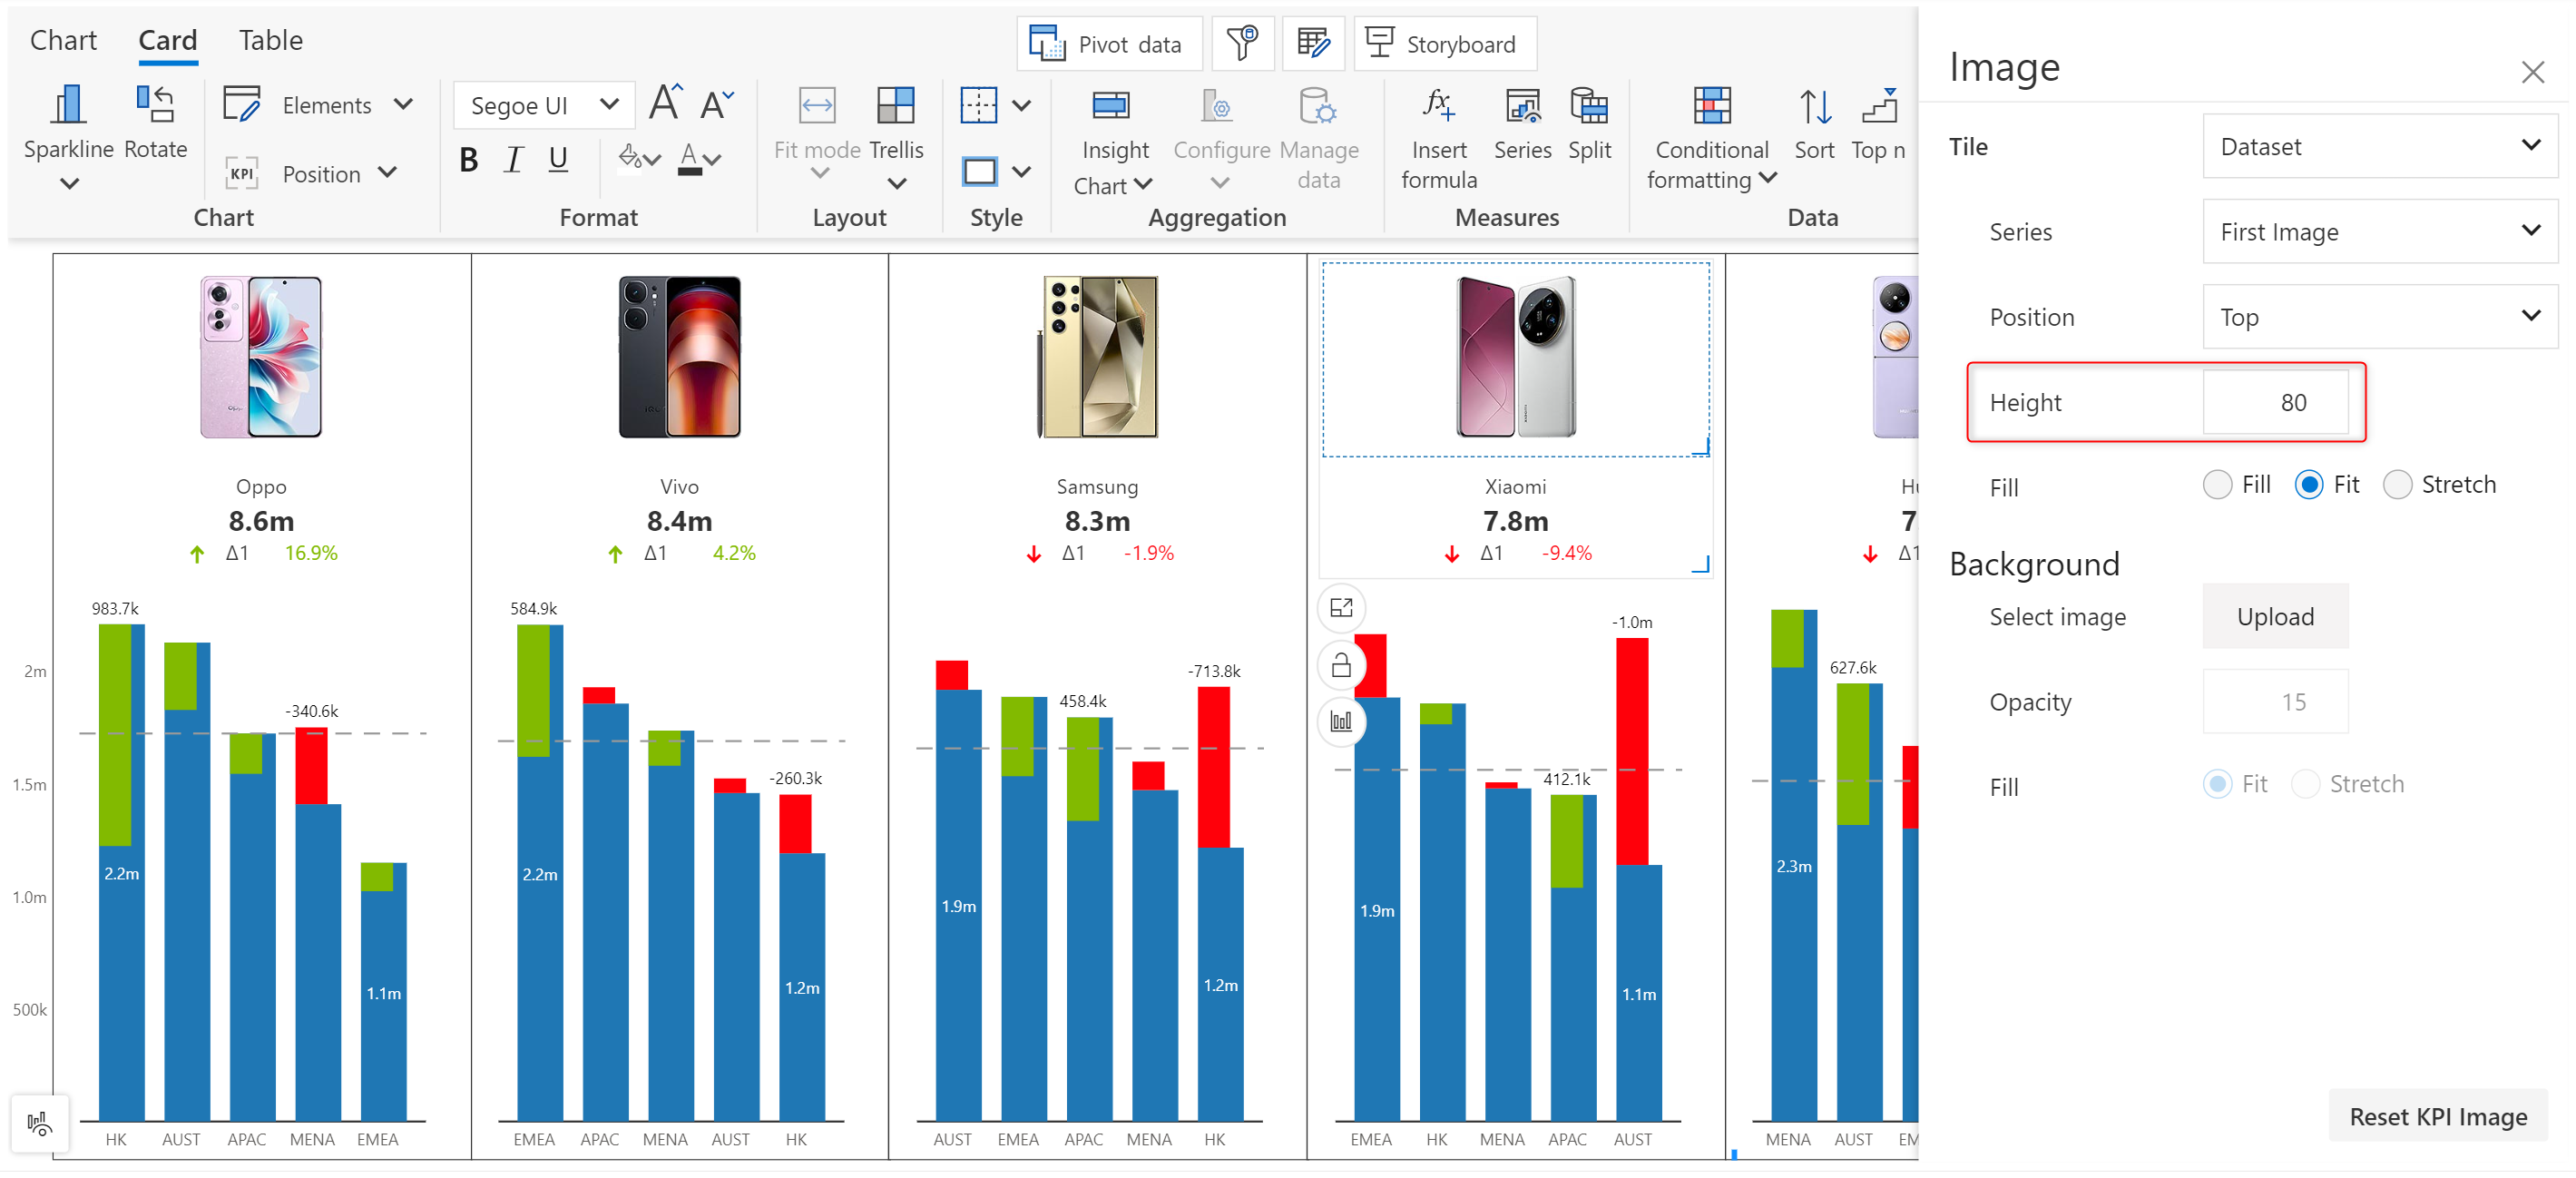 Chart Card Table
Pivot data Storyboard
Sparkline Rotate Elements
KPI Position
Chart
Segoe UI
B I U A
Format
Fit mode Trellis
Layout
Style
Insight
Chart
Configure
Manage
data
Aggregation
Insert
formula
Series
Split
Measures
Conditional
formatting
Sort
Top n
Data
Image
Tile Dataset
Series First Image
Position Top
Height 80
Fill Fill Fit Stretch
Background
Select image Upload
Opacity 15
Fill Fit Stretch
Reset KPI Image
Oppo
8.6m
Δ1 16.9%
Vivo
8.4m
Δ1 4.2%
Samsung
8.3m
Δ1 -1.9%
Xiaomi
7.8m
Δ1 -9.4%
Hu
7.
Δ1
2m
1.5m
1.0m
500k
983.7k
-340.6k
2.2m
1.1m
HK AUST APAC MENA EMEA
584.9k
-260.3k
2.2m
1.2m
EMEA APAC MENA AUST HK
458.4k
-713.8k
1.9m
1.2m
AUST EMEA APAC MENA HK
-1.0m
412.1k
1.9m
1.1m
EMEA HK MENA APAC AUST
627.6k
2.3m
MENA AUST EM